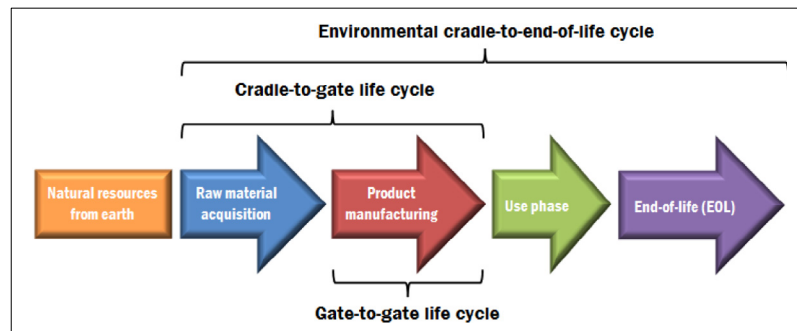 Environmental cradle-to-end-of-life cycle
Cradle-to-gate life cycle
Natural resources
from earth
Raw material
acquisition
Product
manufacturing
Use phase
End-of-life (EOL)
Gate-to-gate life cycle